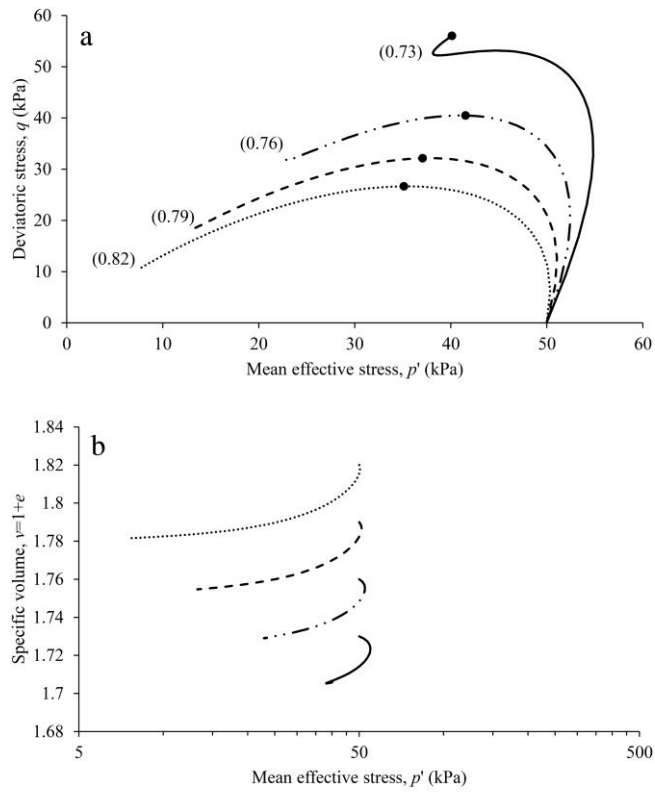 a
60
50
40
30
20
10
0
Deviatoric stress, q (kPa)
(0.73)
(0.76)
(0.79)
(0.82)
0 10 20 30 40 50 60
Mean effective stress, p' (kPa)
b
1.84
1.82
1.8
1.78
1.76
1.74
1.72
1.7
1.68
Specific volume, v=1+e
5 50 500
Mean effective stress, p' (kPa)